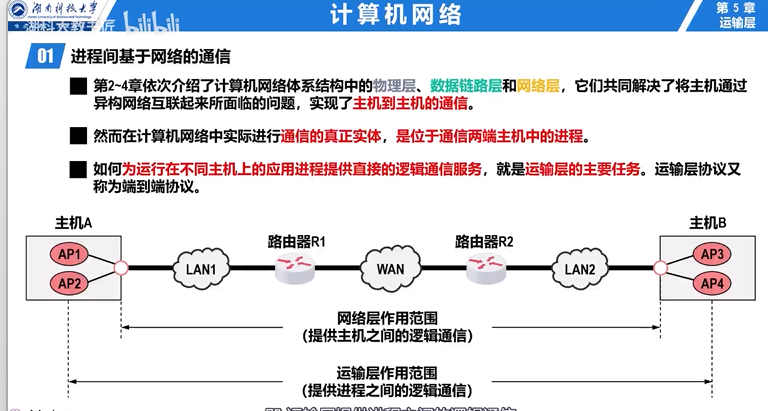 湖南科技大学
计算机网络
第 5 章
运输层
bilibili
01 进程间基于网络的通信
第2~4章依次介绍了计算机网络体系结构中的物理层、数据链路层和网络层，它们共同解决了将主机通过
异构网络互联起来所面临的问题，实现了主机到主机的通信。
然而在计算机网络中实际进行通信的真正实体，是位于通信两端主机中的进程。
如何为运行在不同主机上的应用进程提供直接的逻辑通信服务，就是运输层的主要任务。运输层协议又
称为端到端协议。
主机A
主机B
路由器R1
路由器R2
AP1
AP2
LAN1
WAN
LAN2
AP3
AP4
网络层作用范围
(提供主机之间的逻辑通信)
运输层作用范围
(提供进程之间的逻辑通信)